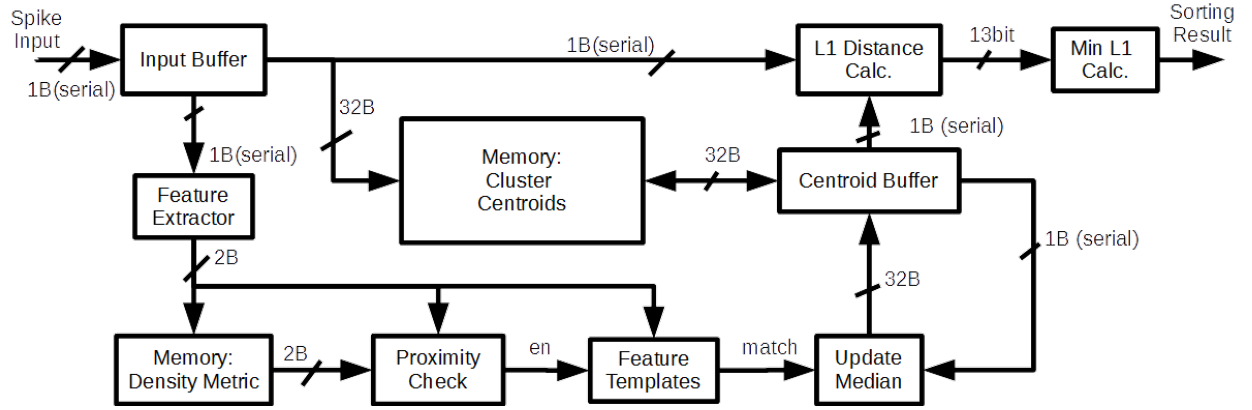 Spike
Input
1B(serial)
Input Buffer
1B(serial)
L1 Distance
Calc.
13bit
Min L1
Calc.
Sorting
Result
32B
1B(serial)
1B (serial)
Feature
Extractor
Memory:
Cluster
Centroids
32B
Centroid Buffer
1B (serial)
2B
32B
Memory:
Density Metric
2B
Proximity
Check
en
Feature
Templates
match
Update
Median